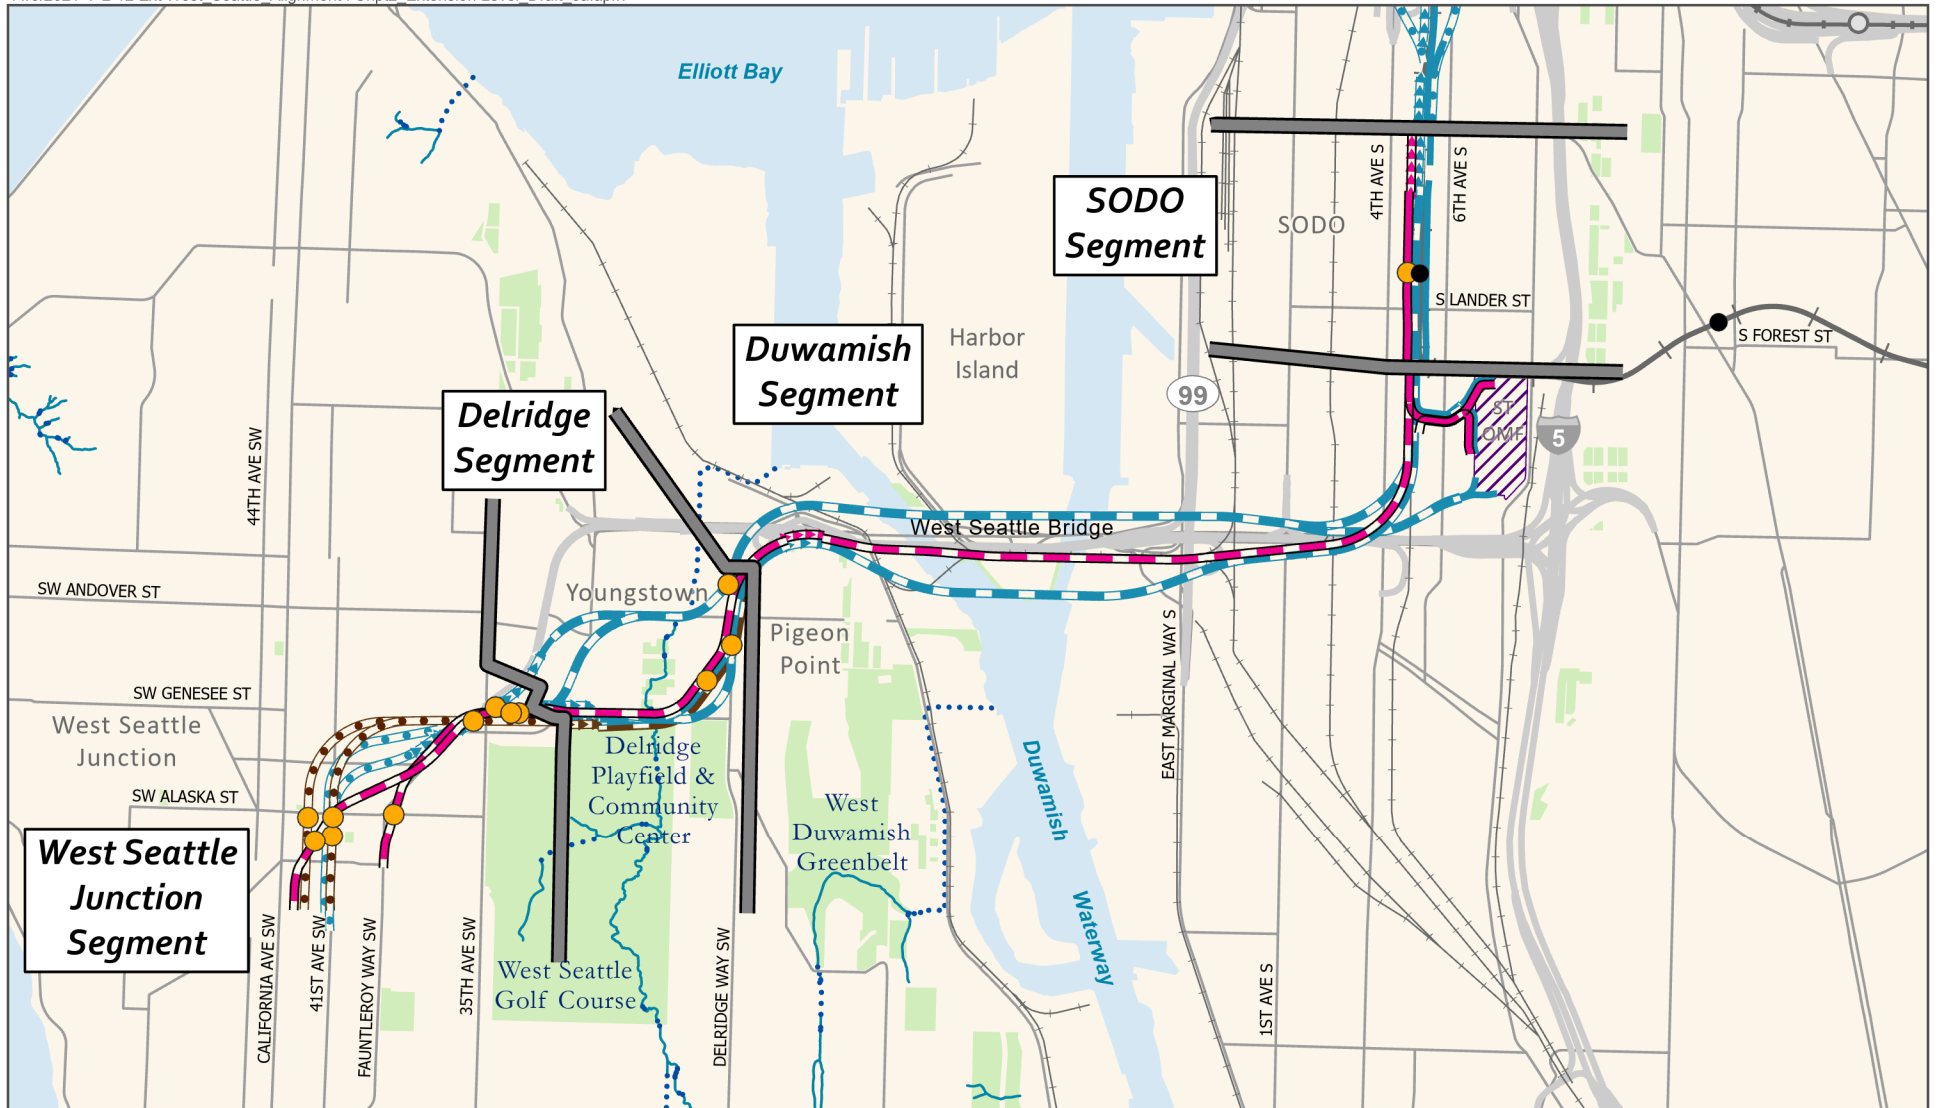 Elliott Bay
SODO
Segment
4TH AVE S
6TH AVE S
SODO
S LANDER ST
S FOREST ST
Harbor
Island
Duwamish
Segment
99
Delridge
Segment
ST
OMF
5
44TH AVE SW
West Seattle Bridge
SW ANDOVER ST
Youngstown
Pigeon
Point
EAST MARGINAL WAY S
SW GENESEE ST
West Seattle
Junction
Delridge
Playfield &
Community
Center
Duwamish
Waterway
SW ALASKA ST
West
Duwamish
Greenbelt
West Seattle
Junction
Segment
CALIFORNIA AVE SW
41ST AVE SW
FAUNTLEROY WAY SW
35TH AVE SW
West Seattle
Golf Course
DELRIDGE WAY SW
1ST AVE S